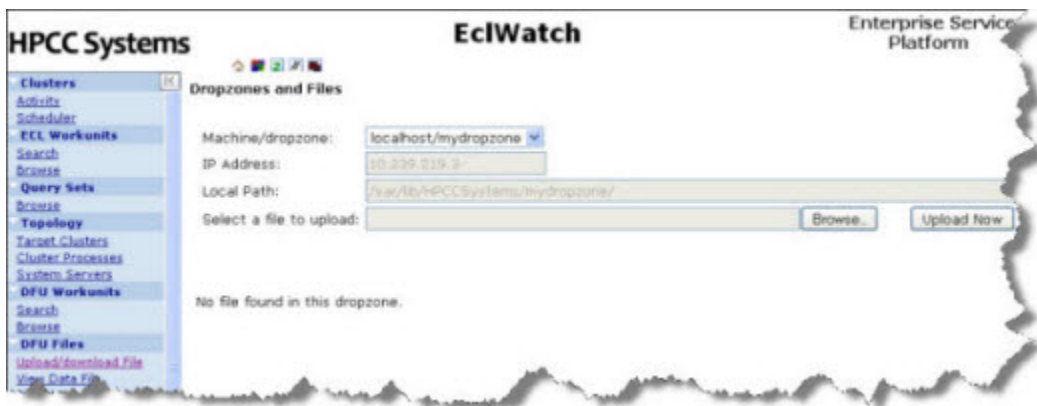 HPCC Systems
EclWatch
Enterprise Service
Platform
Clusters
Activity
Scheduler
ECL Workunits
Search
Browse
Query Sets
Browse
Topology
Target Clusters
Cluster Processes
System Servers
DFU Workunits
Search
Browse
DFU Files
Upload/download File
View Data File
Dropzones and Files
Machine/dropzone: localhost/mydropzone
IP Address: 10.239.219.3
Local Path: /var/lib/HPCCSystems/mydropzone/
Select a file to upload: Browse.. Upload Now
No file found in this dropzone.